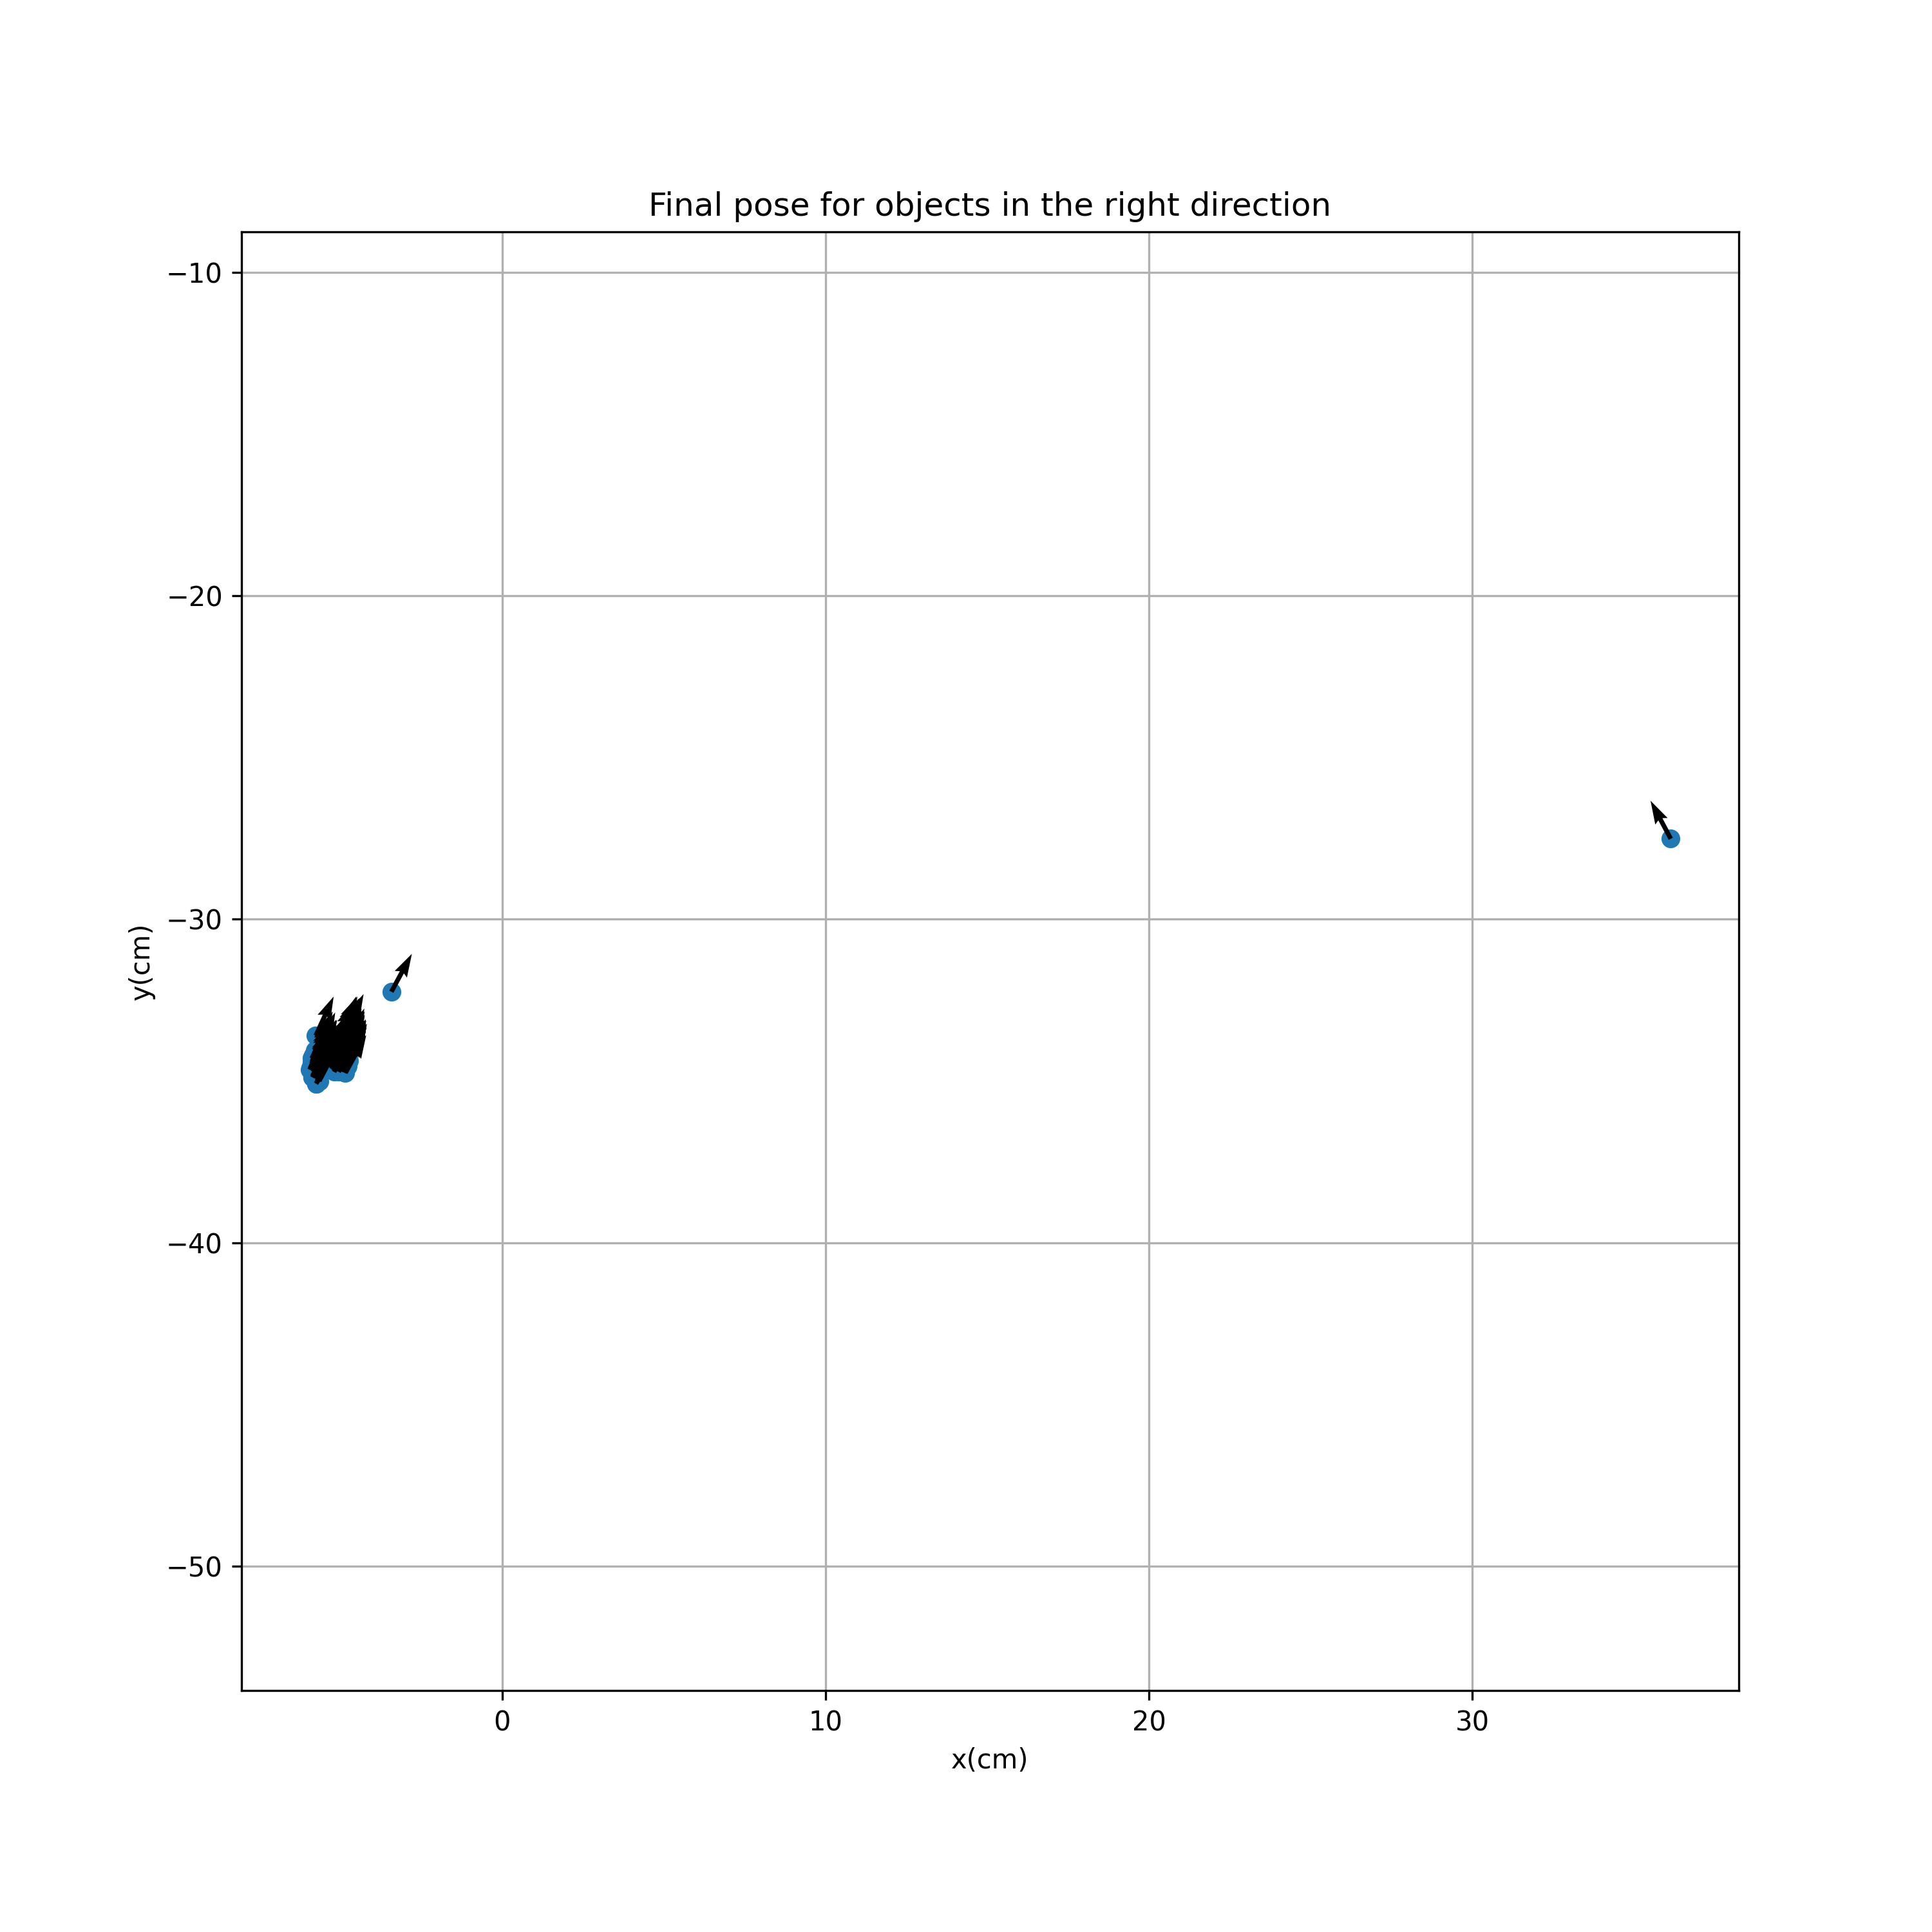 Final pose for objects in the right direction
−10
−20
−30
−40
−50
y(cm)
0 10 20 30
x(cm)